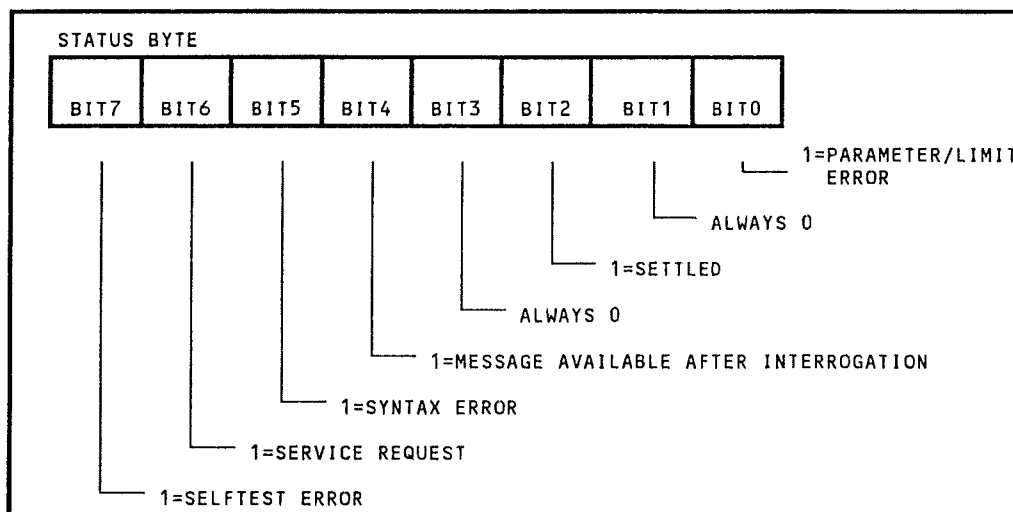 STATUS BYTE
BIT7 BIT6 BIT5 BIT4 BIT3 BIT2 BIT1 BIT0
1=PARAMETER/LIMIT
ERROR
ALWAYS 0
1=SETTLED
ALWAYS 0
1=MESSAGE AVAILABLE AFTER INTERROGATION
1=SYNTAX ERROR
1=SERVICE REQUEST
1=SELFTEST ERROR